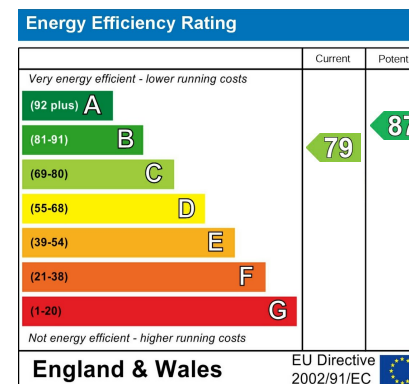 Energy Efficiency Rating
Current Potent
Very energy efficient - lower running costs
(92 plus) A
(81-91) B
(69-80) C
(55-68) D
(39-54) E
(21-38) F
(1-20) G
79
87
Not energy efficient - higher running costs
England & Wales
EU Directive
2002/91/EC